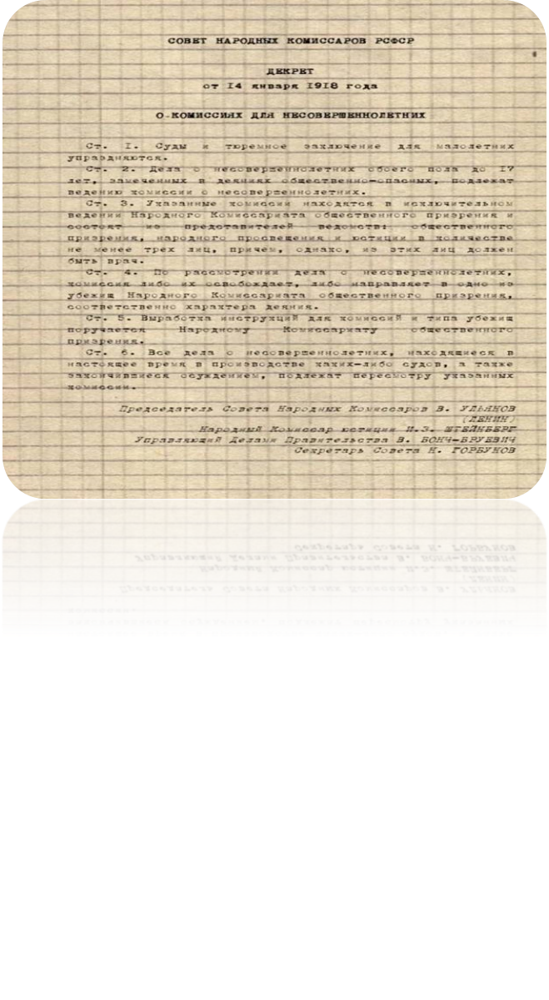 СОВЕТ НАРОДНЫХ КОМИССАРОВ РСФСР
ДЕКРЕТ
от I4 января I9I8 года
О КОМИССИЯХ ДЛЯ НЕСОВЕРШЕННОЛЕТНИХ
Ст. I. Суды и тюремное заключение для малолетних
упраздняются.
Ст. 2. Дела о несовершеннолетних обоего пола до I7
лет, замеченных в деяниях общественно-опасных, подлежат
ведению комиссии о несовершеннолетних.
Ст. 3. Указанные комиссии находятся в исключительном
ведении Народного Комиссариата общественного призрения и
состоят из представителей ведомств: общественного
призрения, народного просвещения и юстиции в количестве
не менее трех лиц, причем, однако, из этих лиц должен
быть врач.
Ст. 4. По рассмотрении дела о несовершеннолетних,
комиссия либо их освобождает, либо направляет в одно из
убежищ Народного Комиссариата общественного призрения,
соответственно характера деяния.
Ст. 5. Выработка инструкций для комиссий и типа убежищ
поручается Народному Комиссариату общественного
призрения.
Ст. 6. Все дела о несовершеннолетних, находящиеся в
настоящее время в производстве каких-либо судов, а также
закончившиеся осуждением, подлежат пересмотру указанных
комиссии.
Председатель Совета Народных Комиссаров В. УЛЬЯНОВ
(ЛЕНИН)
Народный Комиссар юстиции И.З. ШТЕЙНБЕРГ
Управляющий Делами Правительства В. БОНЧ-БРУЕВИЧ
Секретарь Совета Н. ГОРБУНОВ